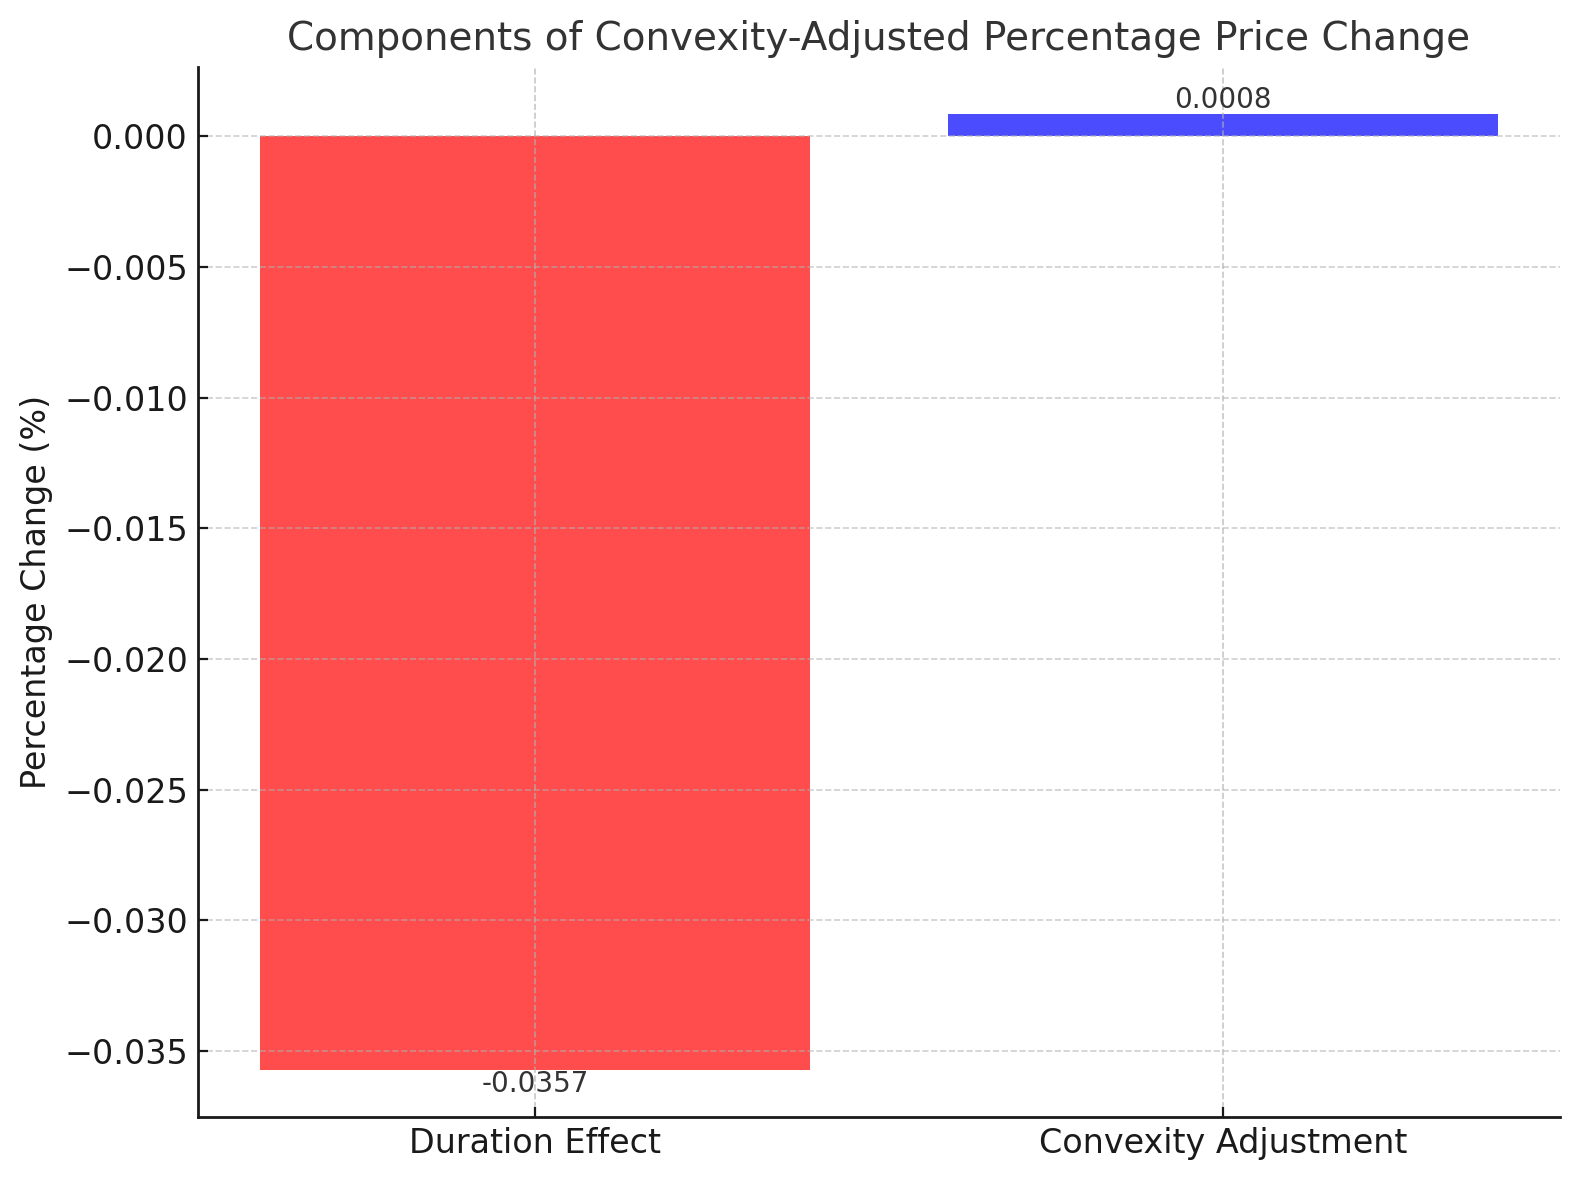 Components of Convexity-Adjusted Percentage Price Change
0.0008
0.000
−0.005
−0.010
−0.015
−0.020
−0.025
−0.030
−0.035
Percentage Change (%)
-0.0357
Duration Effect
Convexity Adjustment